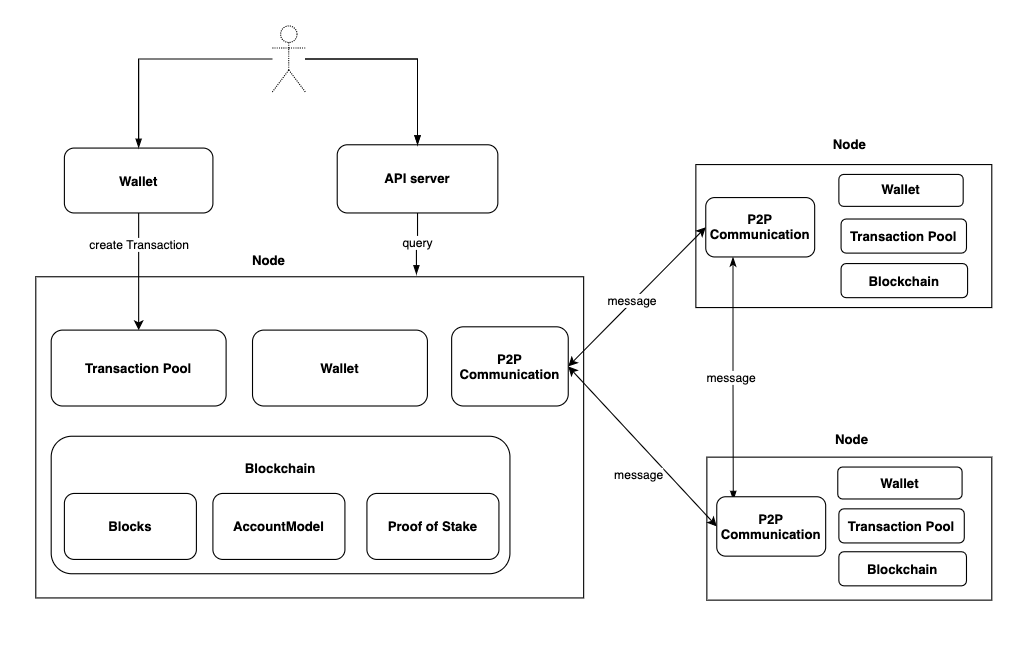 Wallet
API server
create Transaction
query
Node
Transaction Pool
Wallet
P2P
Communication
Blockchain
Blocks
AccountModel
Proof of Stake
message
message
message
Node
P2P
Communication
Wallet
Transaction Pool
Blockchain
Node
P2P
Communication
Wallet
Transaction Pool
Blockchain